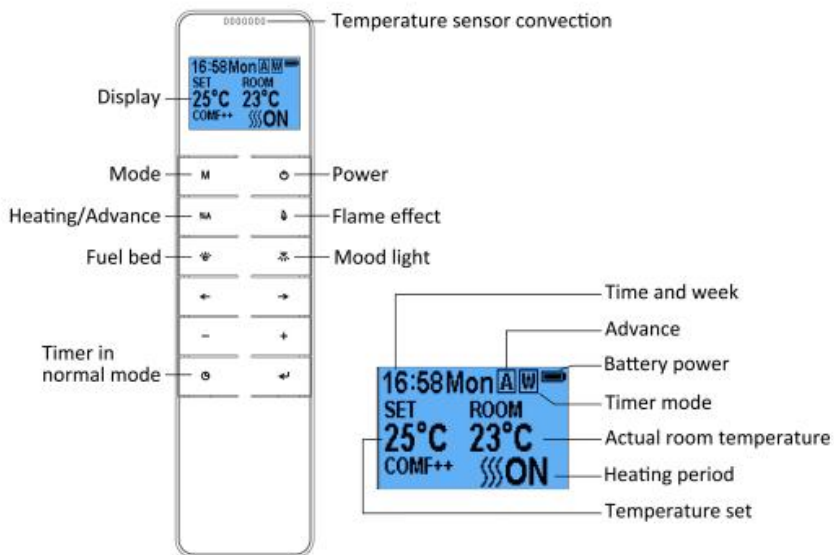 Temperature sensor convection
16:58Mon A W
SET ROOM
25°C 23°C
COMF++ ON
Display
Mode
M
Power
Heating/Advance
Flame effect
Fuel bed
Mood light
← →
− +
Timer in
normal mode
Time and week
Advance
Battery power
Timer mode
16:58Mon A W
SET ROOM
25°C 23°C
COMF++ ON
Actual room temperature
Heating period
Temperature set